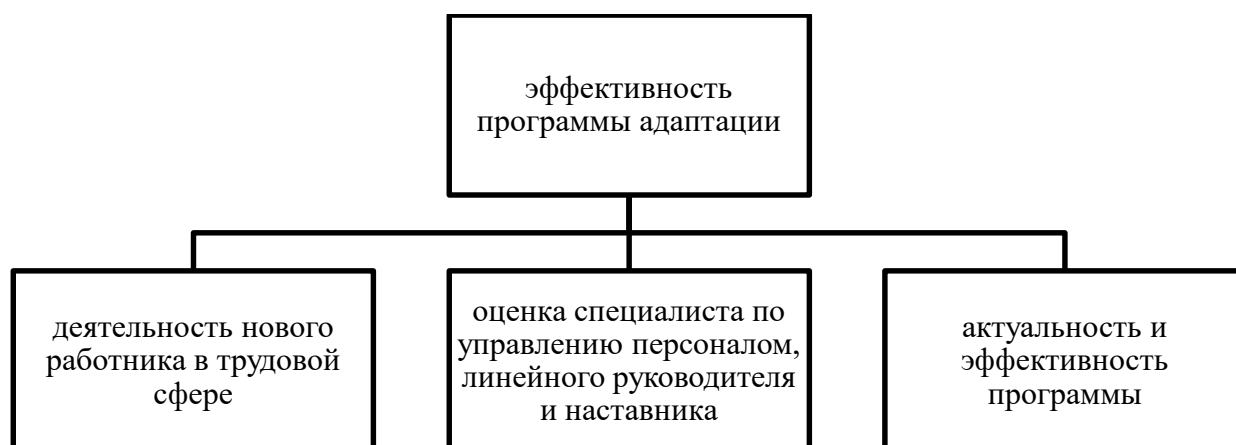 эффективность
программы адаптации
деятельность нового
работника в трудовой
сфере
оценка специалиста по
управлению персоналом,
линейного руководителя
и наставника
актуальность и
эффективность
программы